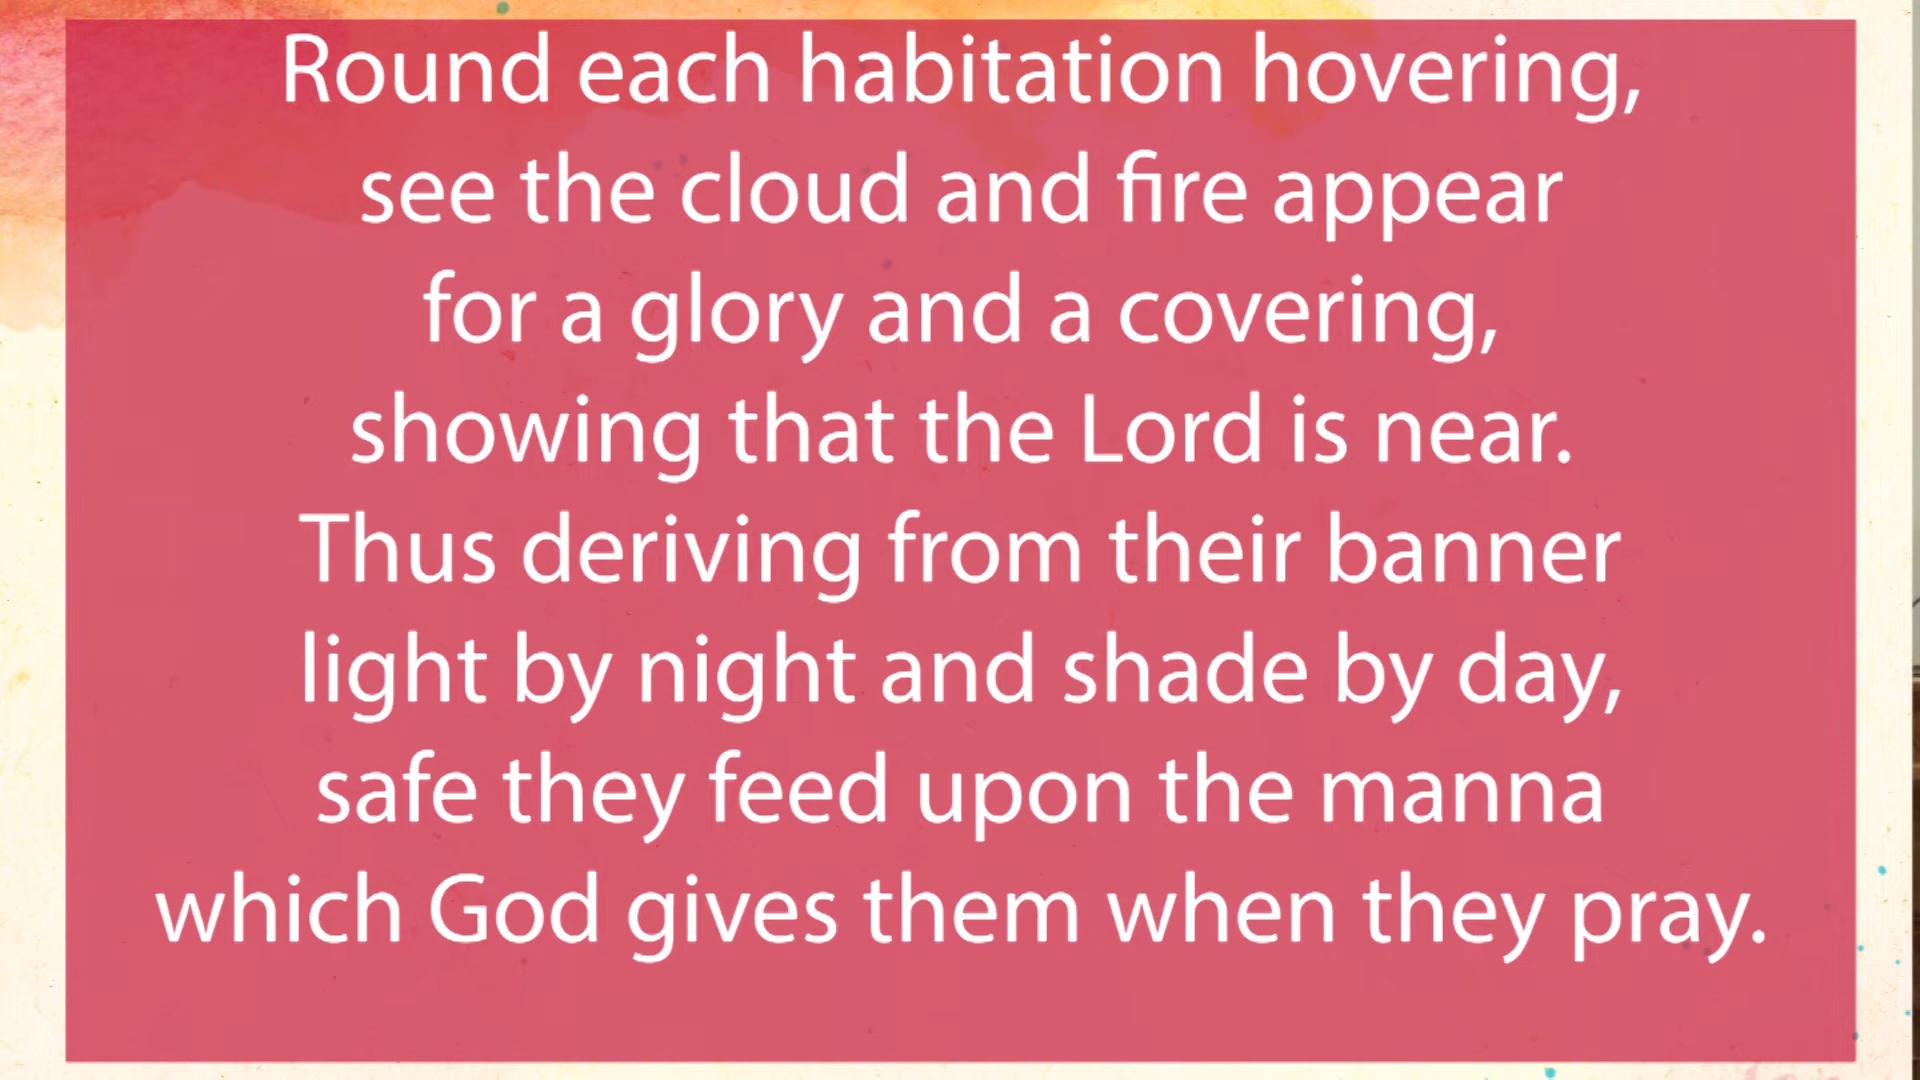 Round each habitation hovering,
see the cloud and fire appear
for a glory and a covering,
showing that the Lord is near.
Thus deriving from their banner
light by night and shade by day,
safe they feed upon the manna
which God gives them when they pray.